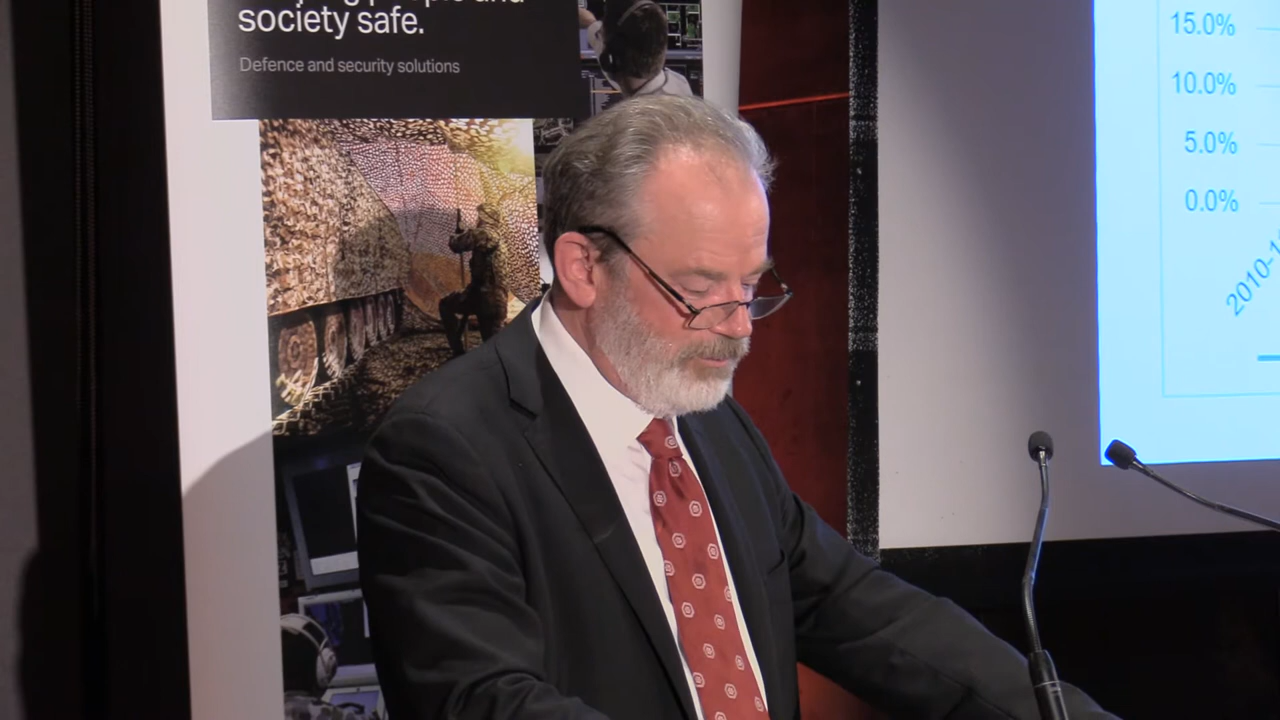 society safe.
Defence and security solutions
15.0%
10.0%
5.0%
0.0%